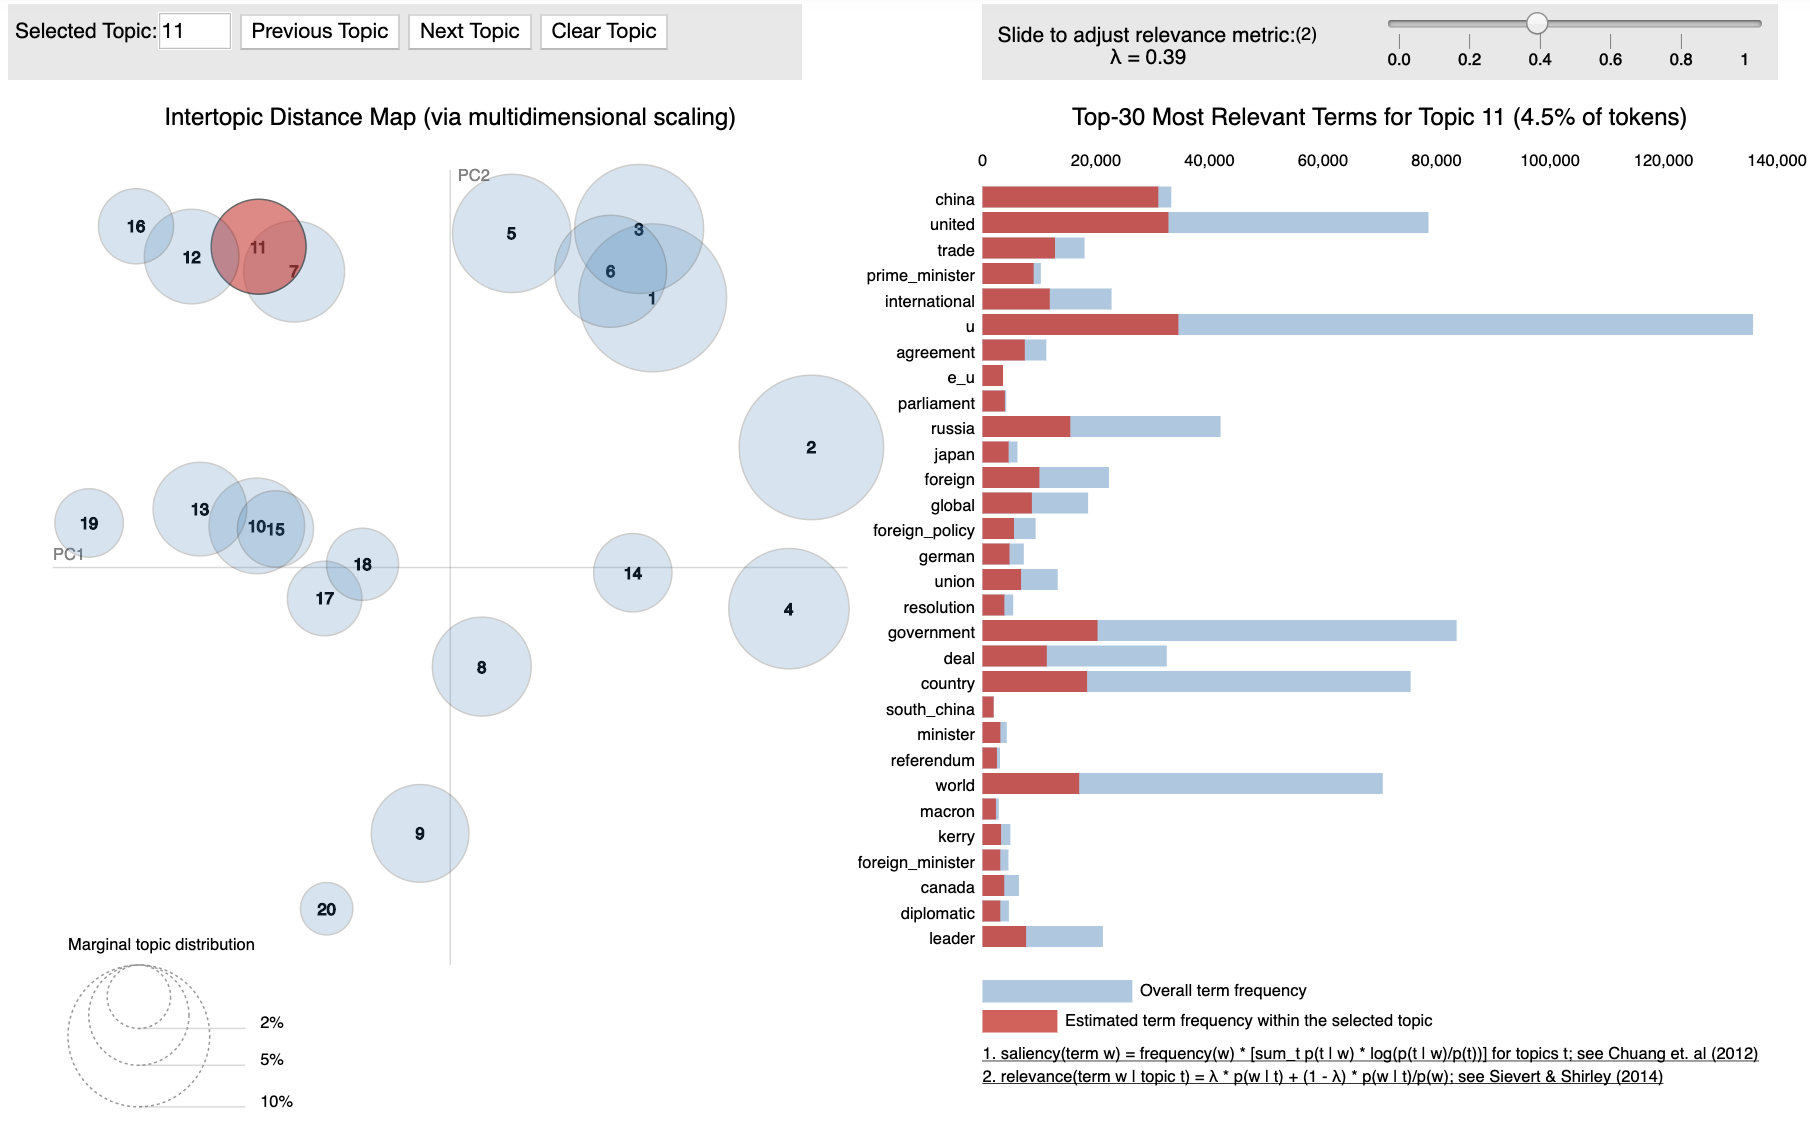 Selected Topic: 11 Previous Topic Next Topic Clear Topic
Slide to adjust relevance metric:(2)
λ = 0.39
0.0 0.2 0.4 0.6 0.8 1
Intertopic Distance Map (via multidimensional scaling)
PC2
PC1
16
12
11
7
5
3
6
1
2
19
13
10
15
18
17
14
4
8
9
20
Marginal topic distribution
2%
5%
10%
Top-30 Most Relevant Terms for Topic 11 (4.5% of tokens)
0 20,000 40,000 60,000 80,000 100,000 120,000 140,000
china
united
trade
prime_minister
international
u
agreement
e_u
parliament
russia
japan
foreign
global
foreign_policy
german
union
resolution
government
deal
country
south_china
minister
referendum
world
macron
kerry
foreign_minister
canada
diplomatic
leader
Overall term frequency
Estimated term frequency within the selected topic
1. saliency(term w) = frequency(w) * [sum_t p(t | w) * log(p(t | w)/p(t))] for topics t; see Chuang et. al (2012)
2. relevance(term w | topic t) = λ * p(w | t) + (1 - λ) * p(w | t)/p(w); see Sievert & Shirley (2014)